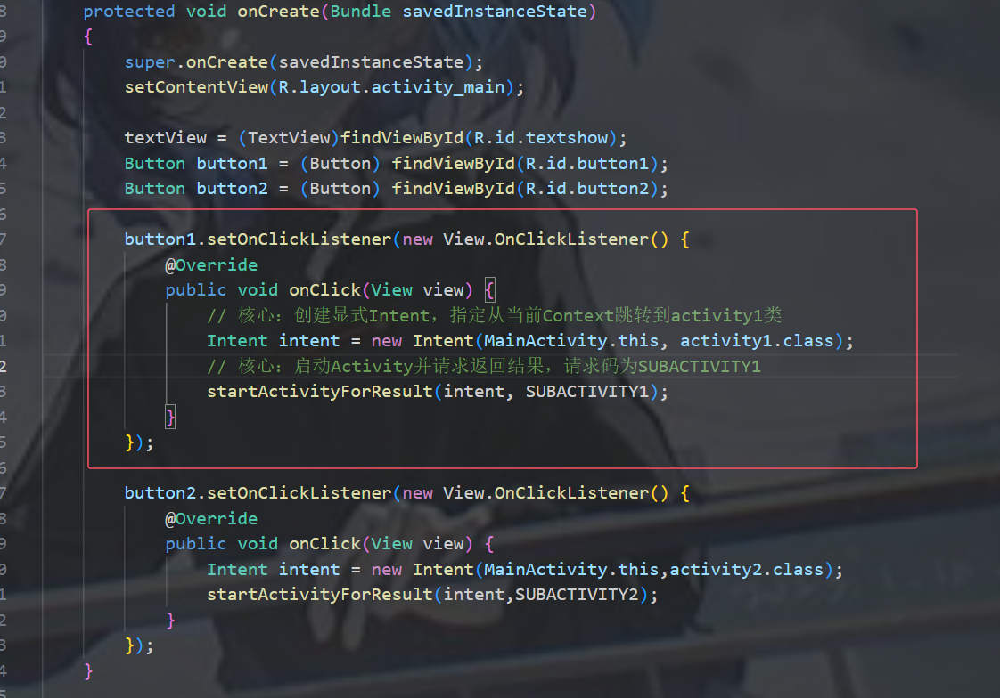 protected void onCreate(Bundle savedInstanceState)
{
super.onCreate(savedInstanceState);
setContentView(R.layout.activity_main);
textView = (TextView)findViewById(R.id.textshow);
Button button1 = (Button) findViewById(R.id.button1);
Button button2 = (Button) findViewById(R.id.button2);
button1.setOnClickListener(new View.OnClickListener() {
@Override
public void onClick(View view) {
// 核心：创建显式Intent，指定从当前Context跳转到activity1类
Intent intent = new Intent(MainActivity.this, activity1.class);
// 核心：启动Activity并请求返回结果，请求码为SUBACTIVITY1
startActivityForResult(intent, SUBACTIVITY1);
}
});
button2.setOnClickListener(new View.OnClickListener() {
@Override
public void onClick(View view) {
Intent intent = new Intent(MainActivity.this,activity2.class);
startActivityForResult(intent,SUBACTIVITY2);
}
});
}